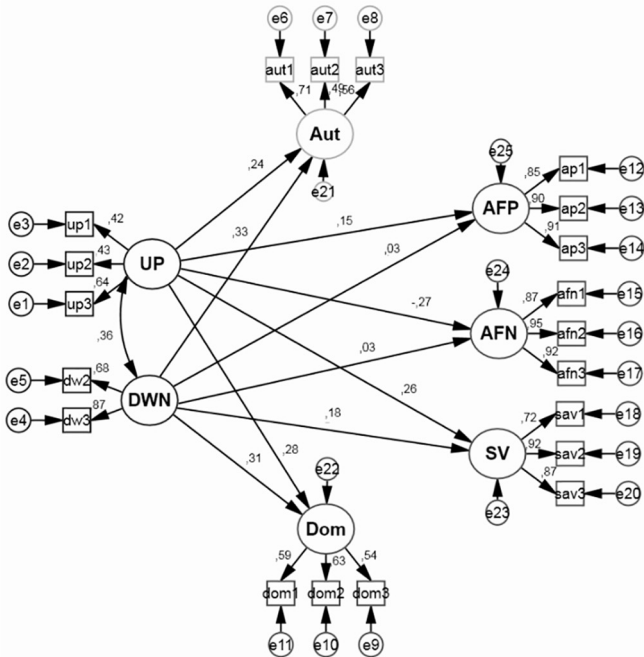 e6 e7 e8
aut1 aut2 aut3
,71 ,49 ,56
Aut
e21
e25
,85 ap1 e12
AFP ,90 ap2 e13
,91 ap3 e14
,24
,33
,15
,03
e3 up1 ,42
e2 up2 ,43 UP
e1 up3 ,64
,36
e24
-,27
,87 afn1 e15
AFN ,95 afn2 e16
,92 afn3 e17
,03
,26
e5 dw2 ,68
e4 dw3 ,87 DWN
,18
,72 sav1 e18
SV ,92 sav2 e19
,87 sav3 e20
e23
,31
,28
e22
Dom
,59 ,63 ,54
dom1 dom2 dom3
e11 e10 e9